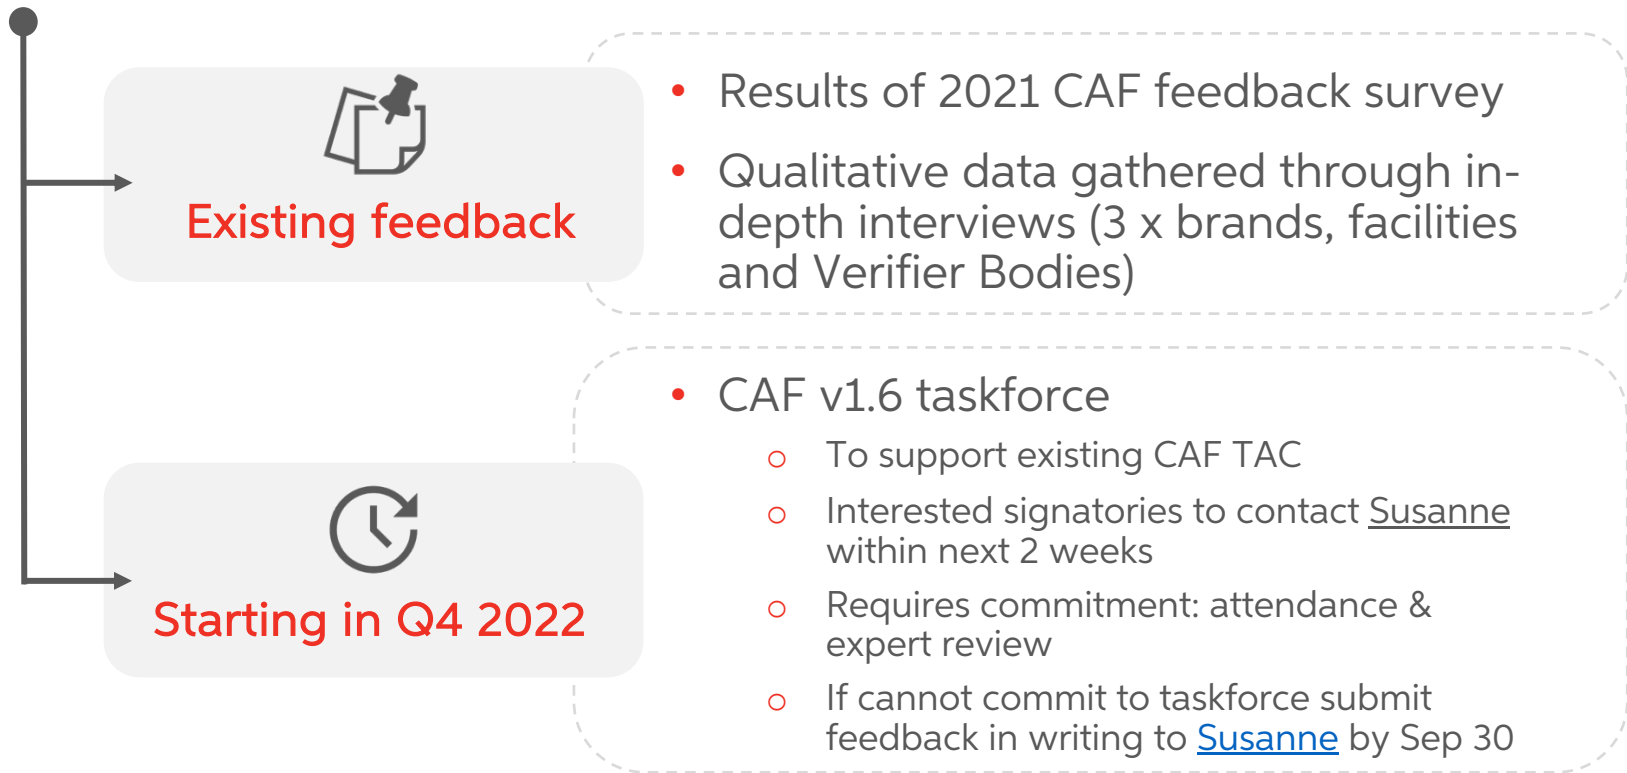 Existing feedback
• Results of 2021 CAF feedback survey
• Qualitative data gathered through in-
depth interviews (3 x brands, facilities
and Verifier Bodies)
Starting in Q4 2022
• CAF v1.6 taskforce
o To support existing CAF TAC
o Interested signatories to contact Susanne
within next 2 weeks
o Requires commitment: attendance &
expert review
o If cannot commit to taskforce submit
feedback in writing to Susanne by Sep 30